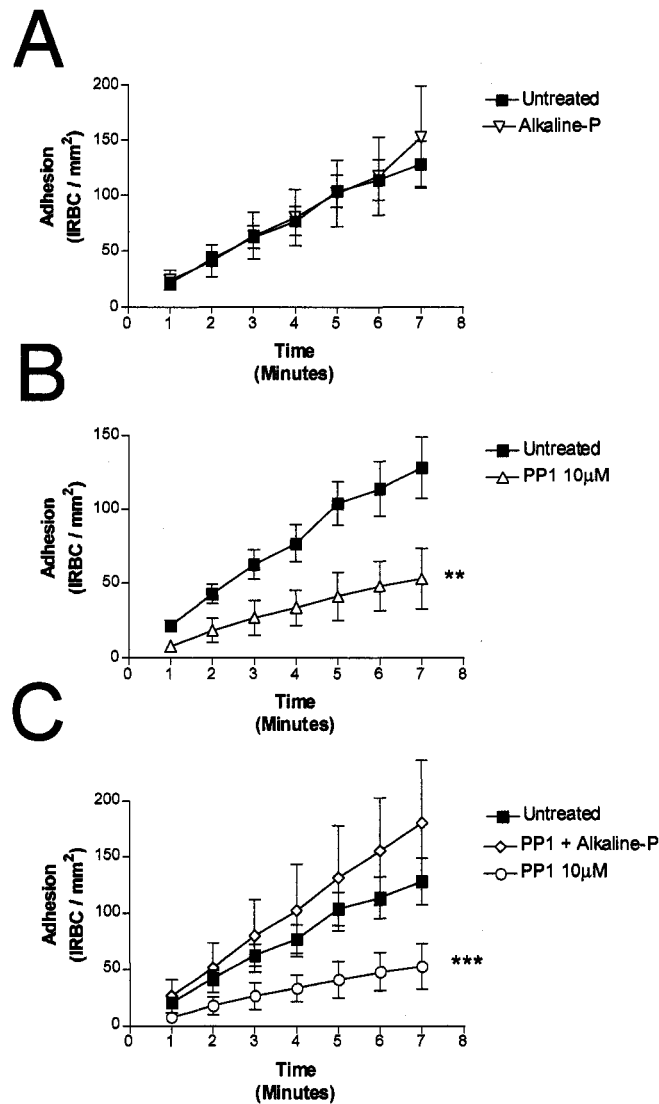 A
200
150
100
50
0
Adhesion
(IRBC / mm²)
0 1 2 3 4 5 6 7 8
Time
(Minutes)
Untreated
Alkaline-P
B
150
100
50
0
Adhesion
(IRBC / mm²)
0 1 2 3 4 5 6 7 8
Time
(Minutes)
Untreated
PP1 10µM
**
C
200
150
100
50
0
Adhesion
(IRBC / mm²)
0 1 2 3 4 5 6 7 8
Time
(Minutes)
Untreated
PP1 + Alkaline-P
PP1 10µM
***